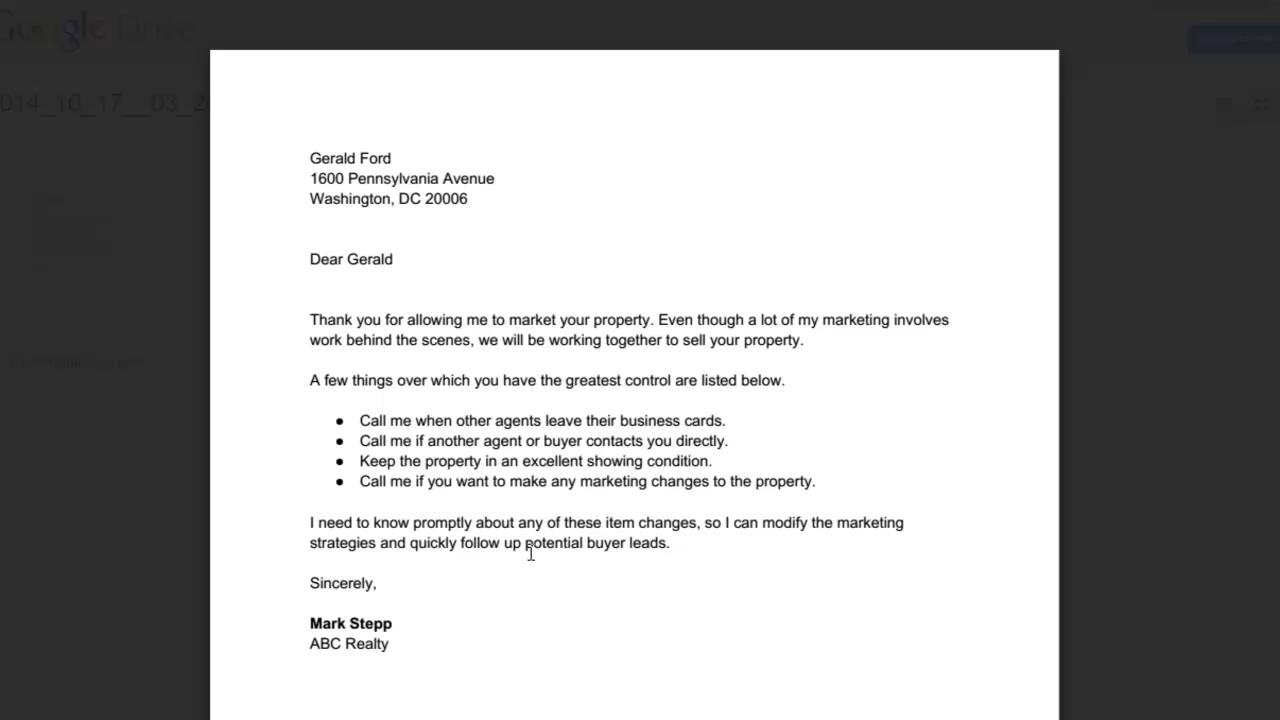 Google Drive
014_10_17__03_2
Gerald Ford
1600 Pennsylvania Avenue
Washington, DC 20006
Dear Gerald
Thank you for allowing me to market your property. Even though a lot of my marketing involves
work behind the scenes, we will be working together to sell your property.
A few things over which you have the greatest control are listed below.
● Call me when other agents leave their business cards.
● Call me if another agent or buyer contacts you directly.
● Keep the property in an excellent showing condition.
● Call me if you want to make any marketing changes to the property.
I need to know promptly about any of these item changes, so I can modify the marketing
strategies and quickly follow up potential buyer leads.
Sincerely,
Mark Stepp
ABC Realty